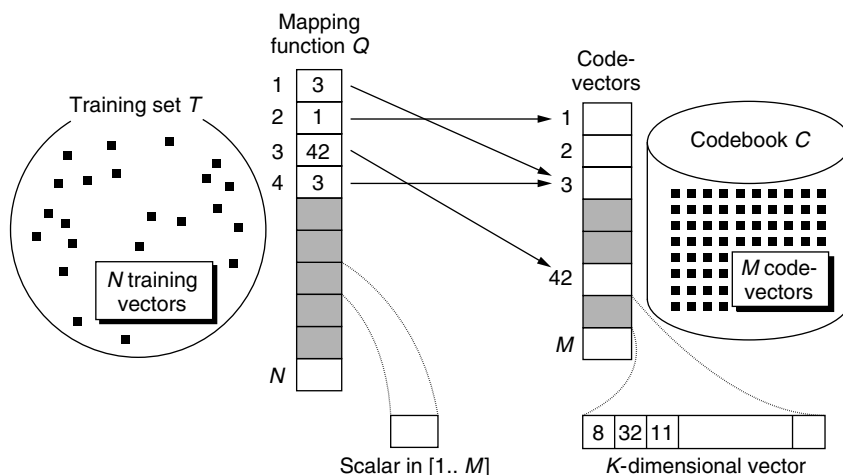 Mapping
function Q
Code-
vectors
Training set T
1 3
2 1
3 42
4 3
N
N training
vectors
1
2
3
42
M
Codebook C
M code-
vectors
8 32 11
Scalar in [1.. M]
K-dimensional vector